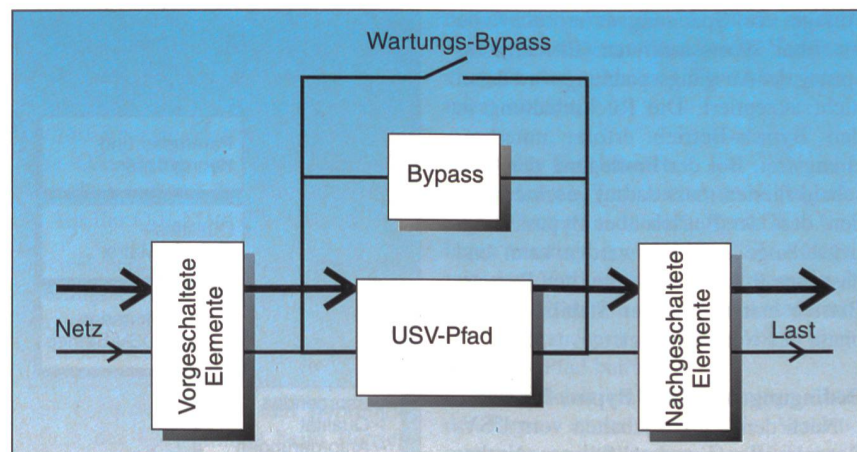 Wartungs-Bypass
Bypass
Vorgeschaltete
Elemente
USV-Pfad
Nachgeschaltete
Elemente
Netz
Last